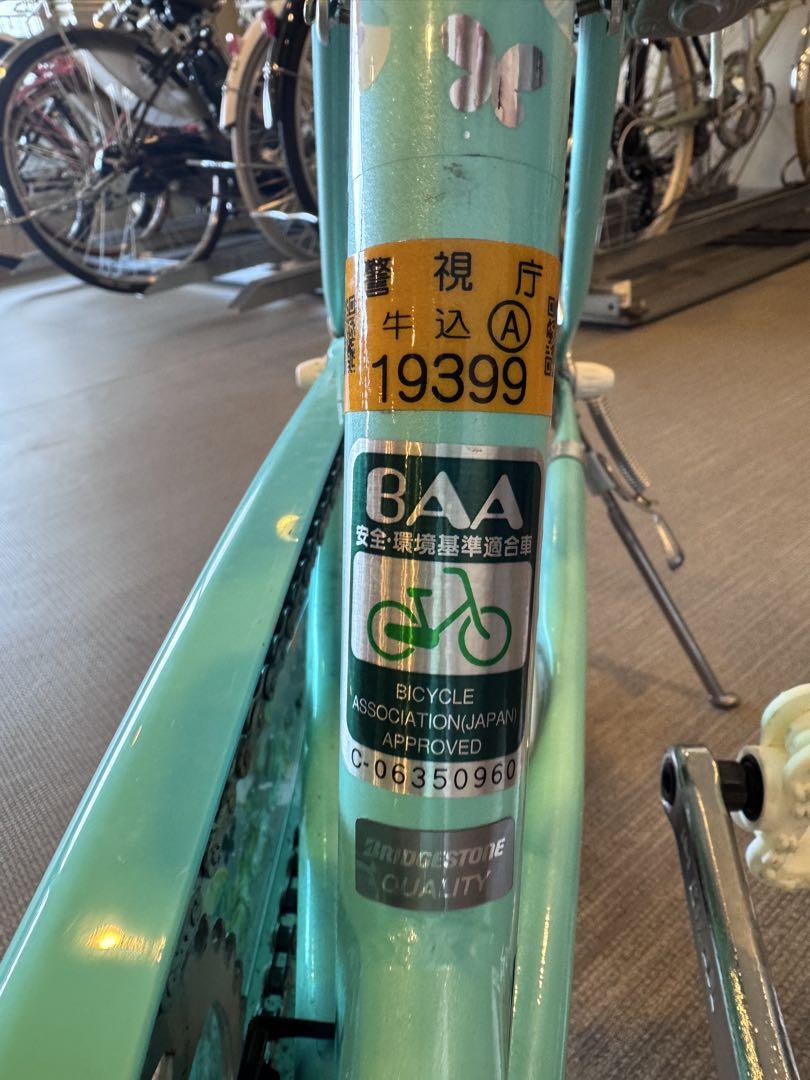 警視庁
牛込Ⓐ
19399
BAA
安全・環境基準適合車
BICYCLE
ASSOCIATION(JAPAN)
APPROVED
C-06350960
BRIDGESTONE
QUALITY